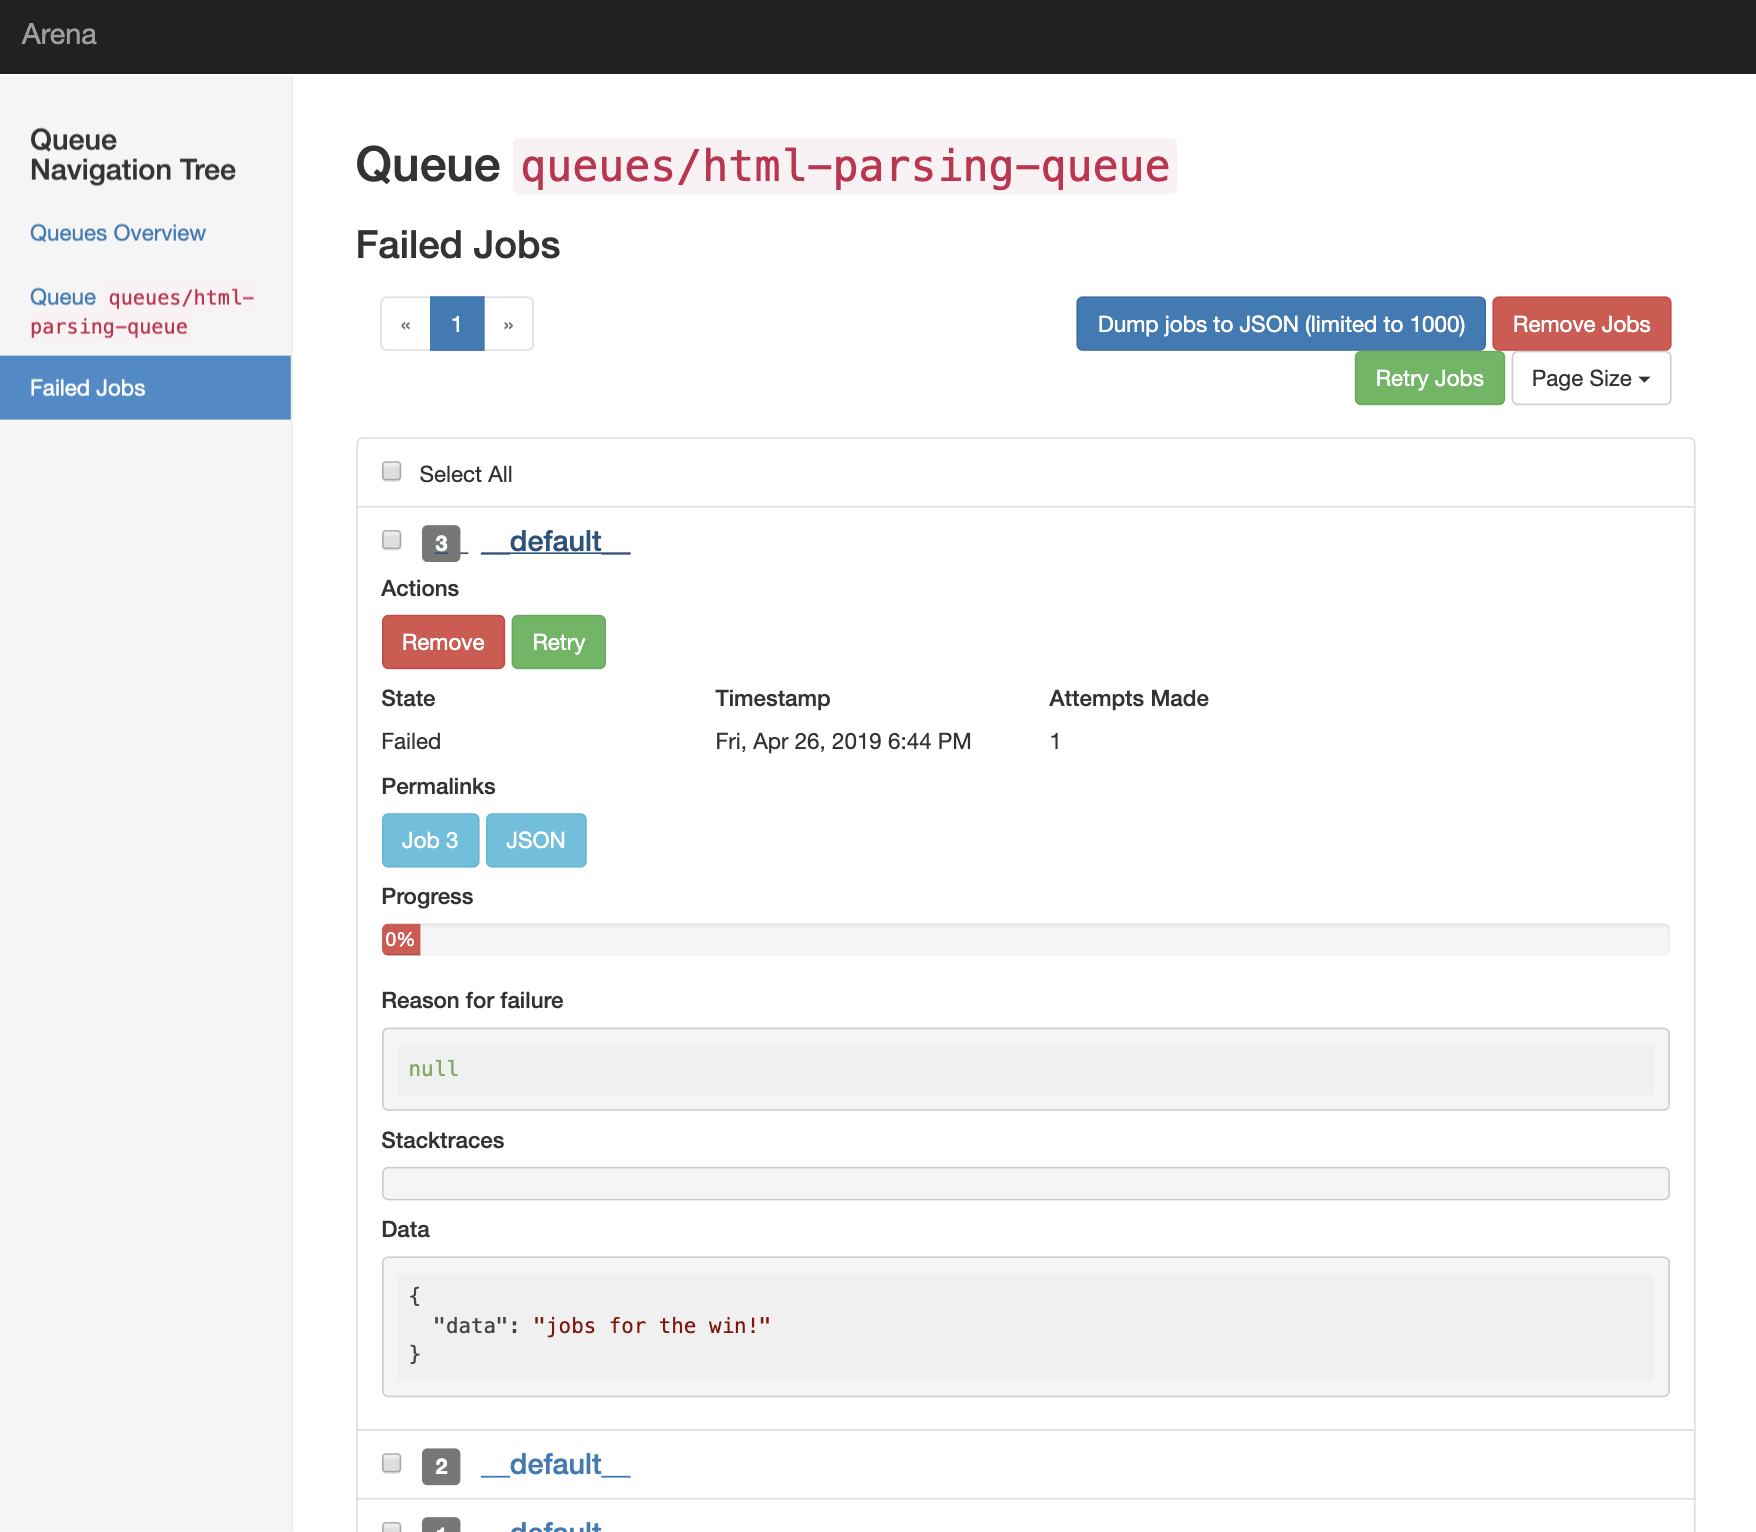 Arena
Queue
Navigation Tree
Queues Overview
Queue queues/html-
parsing-queue
Failed Jobs
Queue queues/html-parsing-queue
Failed Jobs
« 1 »
Dump jobs to JSON (limited to 1000) Remove Jobs
Retry Jobs Page Size
Select All
3 __default__
Actions
Remove Retry
State Timestamp Attempts Made
Failed Fri, Apr 26, 2019 6:44 PM 1
Permalinks
Job 3 JSON
Progress
0%
Reason for failure
null
Stacktraces
Data
{
"data": "jobs for the win!"
}
2 __default__
1 __default__